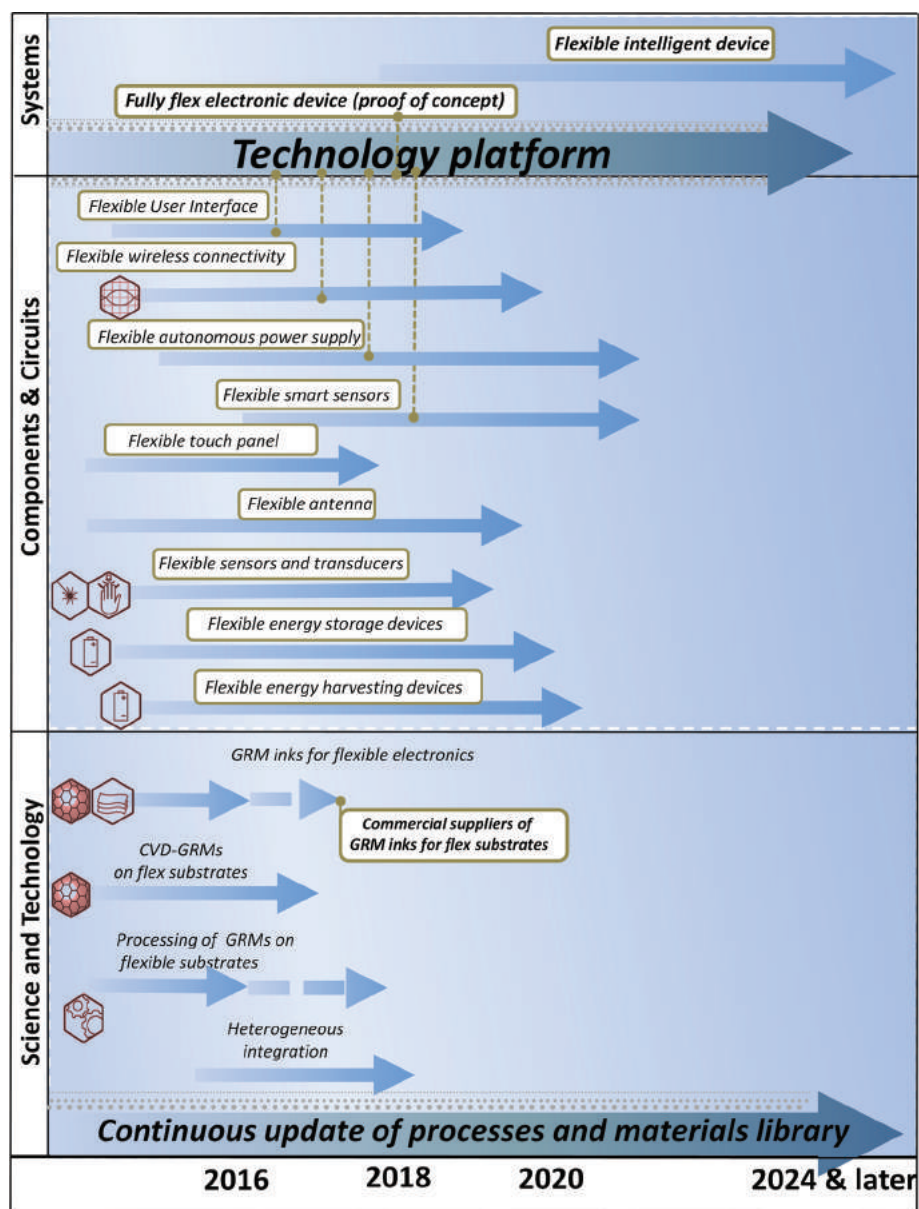 Systems
Flexible intelligent device
Fully flex electronic device (proof of concept)
Technology platform
Components & Circuits
Flexible User Interface
Flexible wireless connectivity
Flexible autonomous power supply
Flexible smart sensors
Flexible touch panel
Flexible antenna
Flexible sensors and transducers
Flexible energy storage devices
Flexible energy harvesting devices
Science and Technology
GRM inks for flexible electronics
Commercial suppliers of
GRM inks for flex substrates
CVD-GRMs
on flex substrates
Processing of GRMs on
flexible substrates
Heterogeneous
integration
Continuous update of processes and materials library
2016 2018 2020 2024 & later